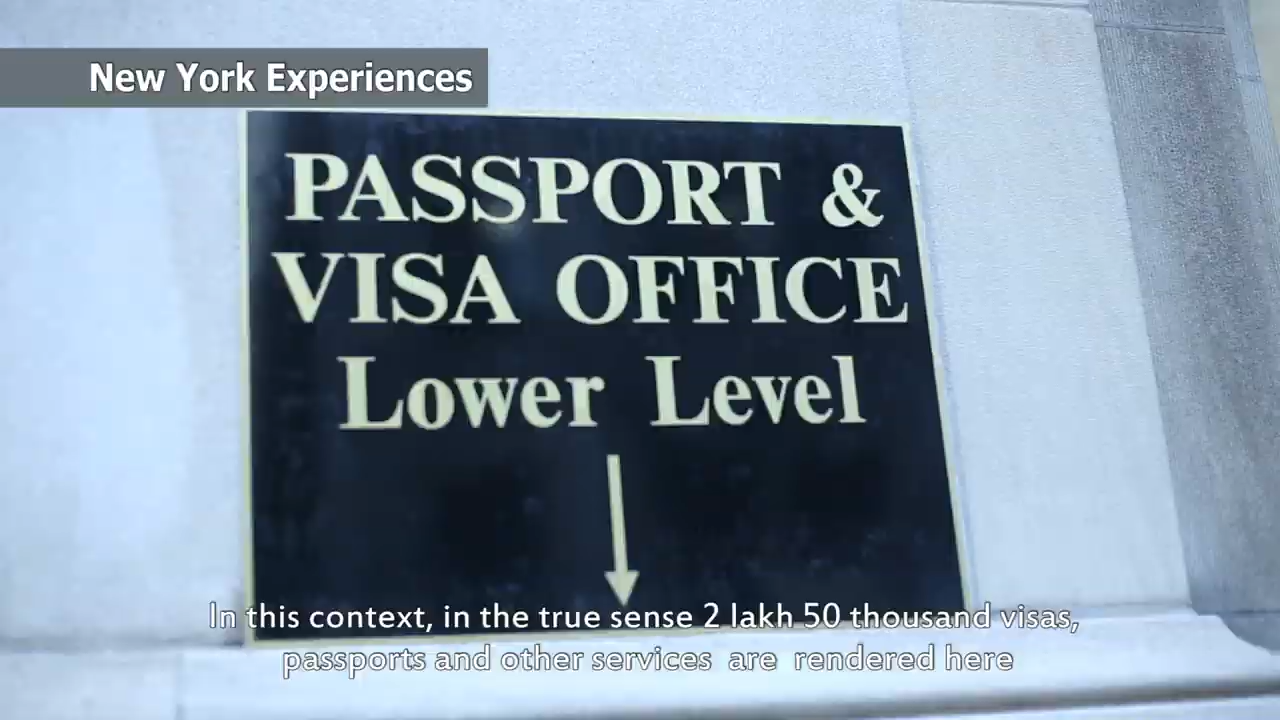 New York Experiences
PASSPORT &
VISA OFFICE
Lower Level
In this context, in the true sense 2 lakh 50 thousand visas,
passports and other services are rendered here